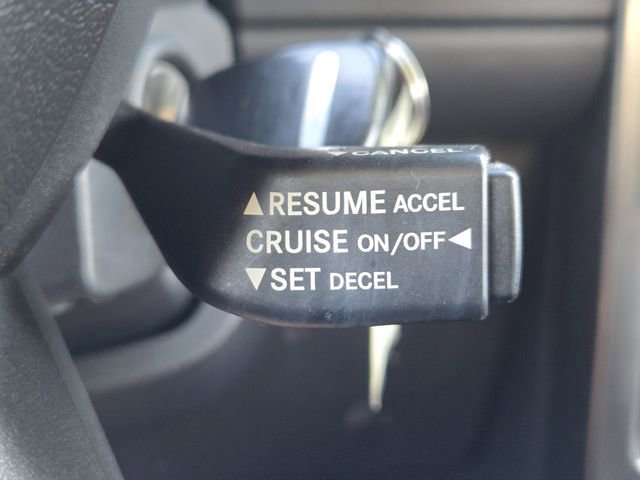 ▼CANCEL
▲RESUME ACCEL
CRUISE ON/OFF◀
▼SET DECEL